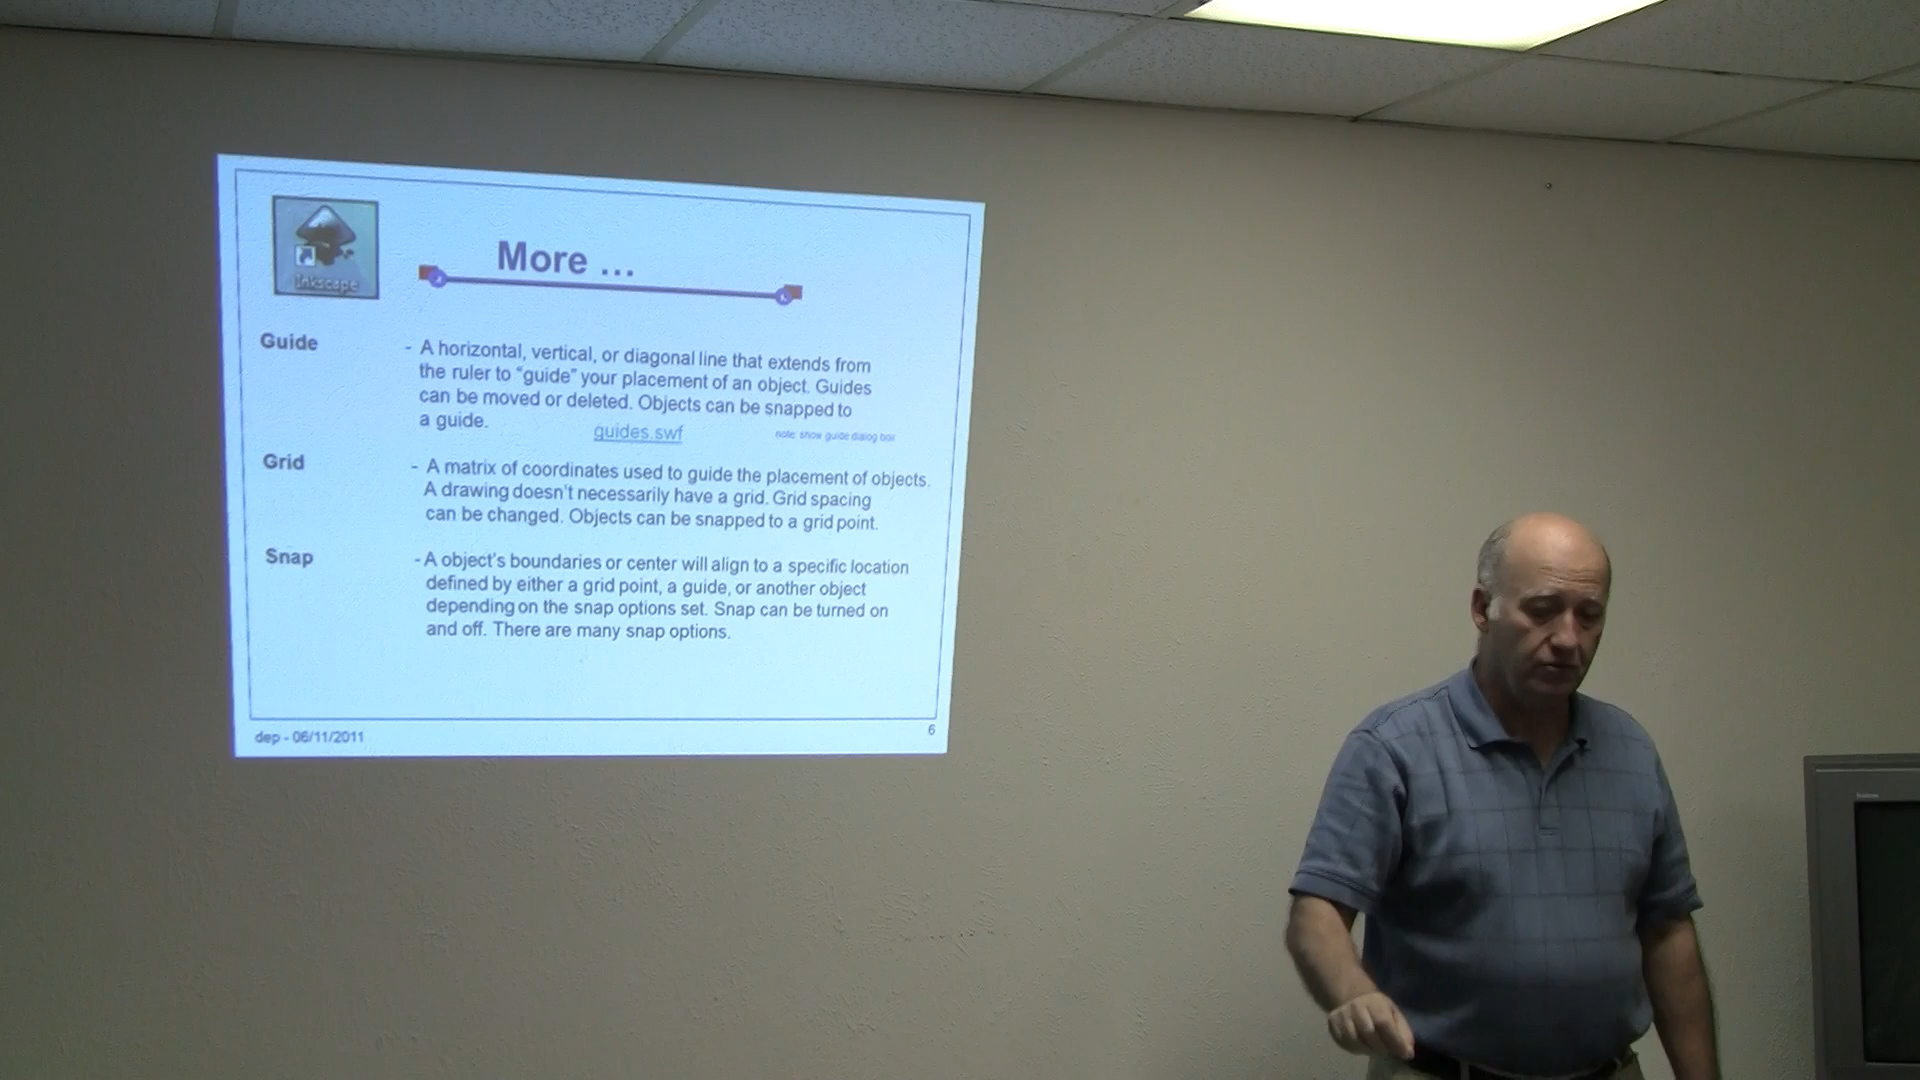 Inkscape
More ...
Guide
- A horizontal, vertical, or diagonal line that extends from
the ruler to “guide” your placement of an object. Guides
can be moved or deleted. Objects can be snapped to
a guide.
guides.swf
note: show guide dialog box
Grid
- A matrix of coordinates used to guide the placement of objects.
A drawing doesn't necessarily have a grid. Grid spacing
can be changed. Objects can be snapped to a grid point.
Snap
- A object's boundaries or center will align to a specific location
defined by either a grid point, a guide, or another object
depending on the snap options set. Snap can be turned on
and off. There are many snap options.
dep - 06/11/2011
6